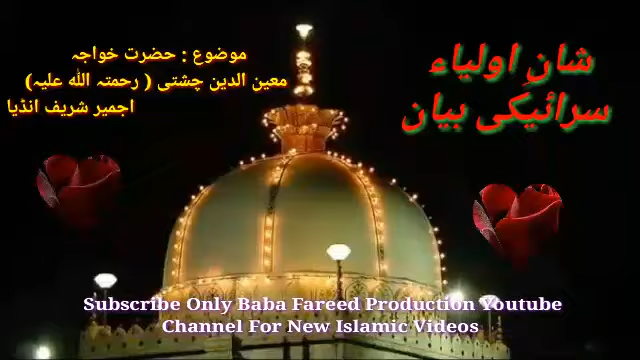 موضوع : حضرت خواجہ
معین الدین چشتی ( رحمتہ اللہ علیہ)
اجمیر شریف انڈیا
شانِ اولیاء
سرائیکی بیان
Subscribe Only Baba Fareed Production Youtube
Channel For New Islamic Videos